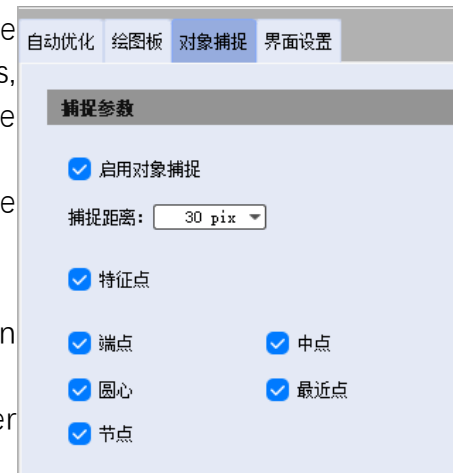 e
s,
e
e
n
er
自动优化 绘图板 对象捕捉 界面设置
捕捉参数
启用对象捕捉
捕捉距离： 30 pix
特征点
端点 中点
圆心 最近点
节点